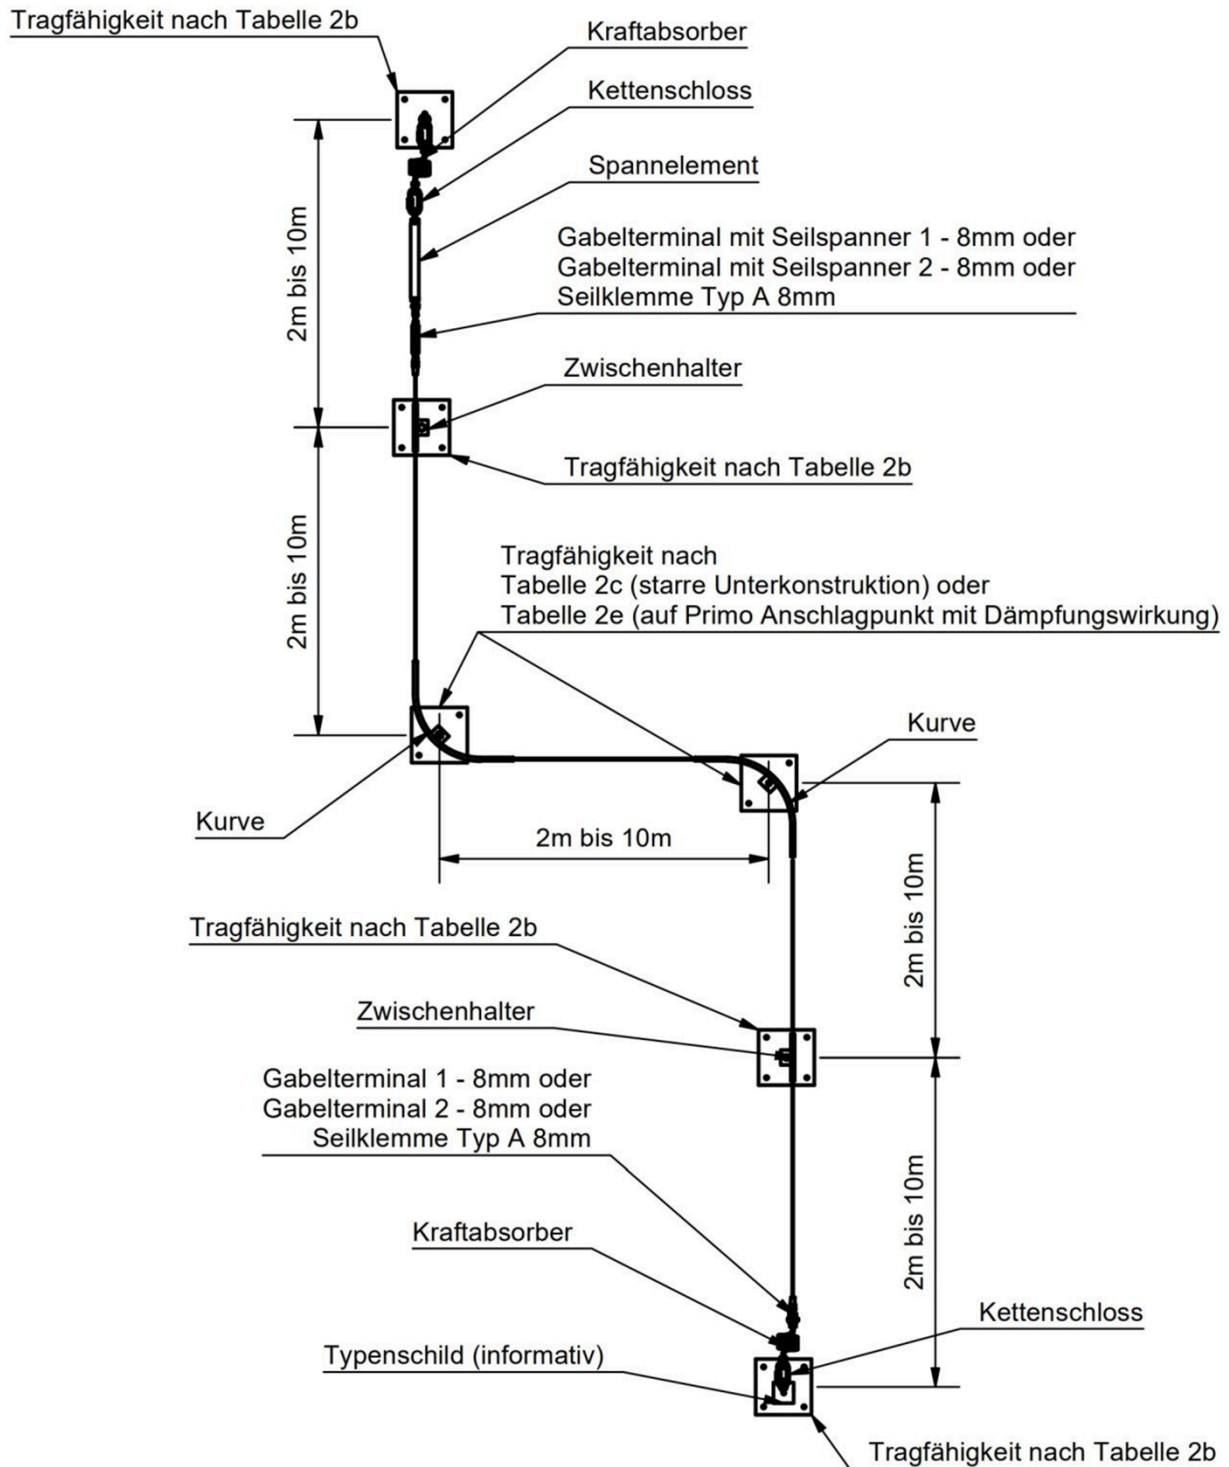 Tragfähigkeit nach Tabelle 2b
Kraftabsorber
Kettenschloss
Spannelement
2m bis 10m
Gabelterminal mit Seilspanner 1 - 8mm oder
Gabelterminal mit Seilspanner 2 - 8mm oder
Seilklemme Typ A 8mm
Zwischenhalter
Tragfähigkeit nach Tabelle 2b
2m bis 10m
Tragfähigkeit nach
Tabelle 2c (starre Unterkonstruktion) oder
Tabelle 2e (auf Primo Anschlagpunkt mit Dämpfungswirkung)
Kurve
Kurve
2m bis 10m
2m bis 10m
Tragfähigkeit nach Tabelle 2b
Zwischenhalter
Gabelterminal 1 - 8mm oder
Gabelterminal 2 - 8mm oder
Seilklemme Typ A 8mm
2m bis 10m
Kraftabsorber
Kettenschloss
Typenschild (informativ)
Tragfähigkeit nach Tabelle 2b